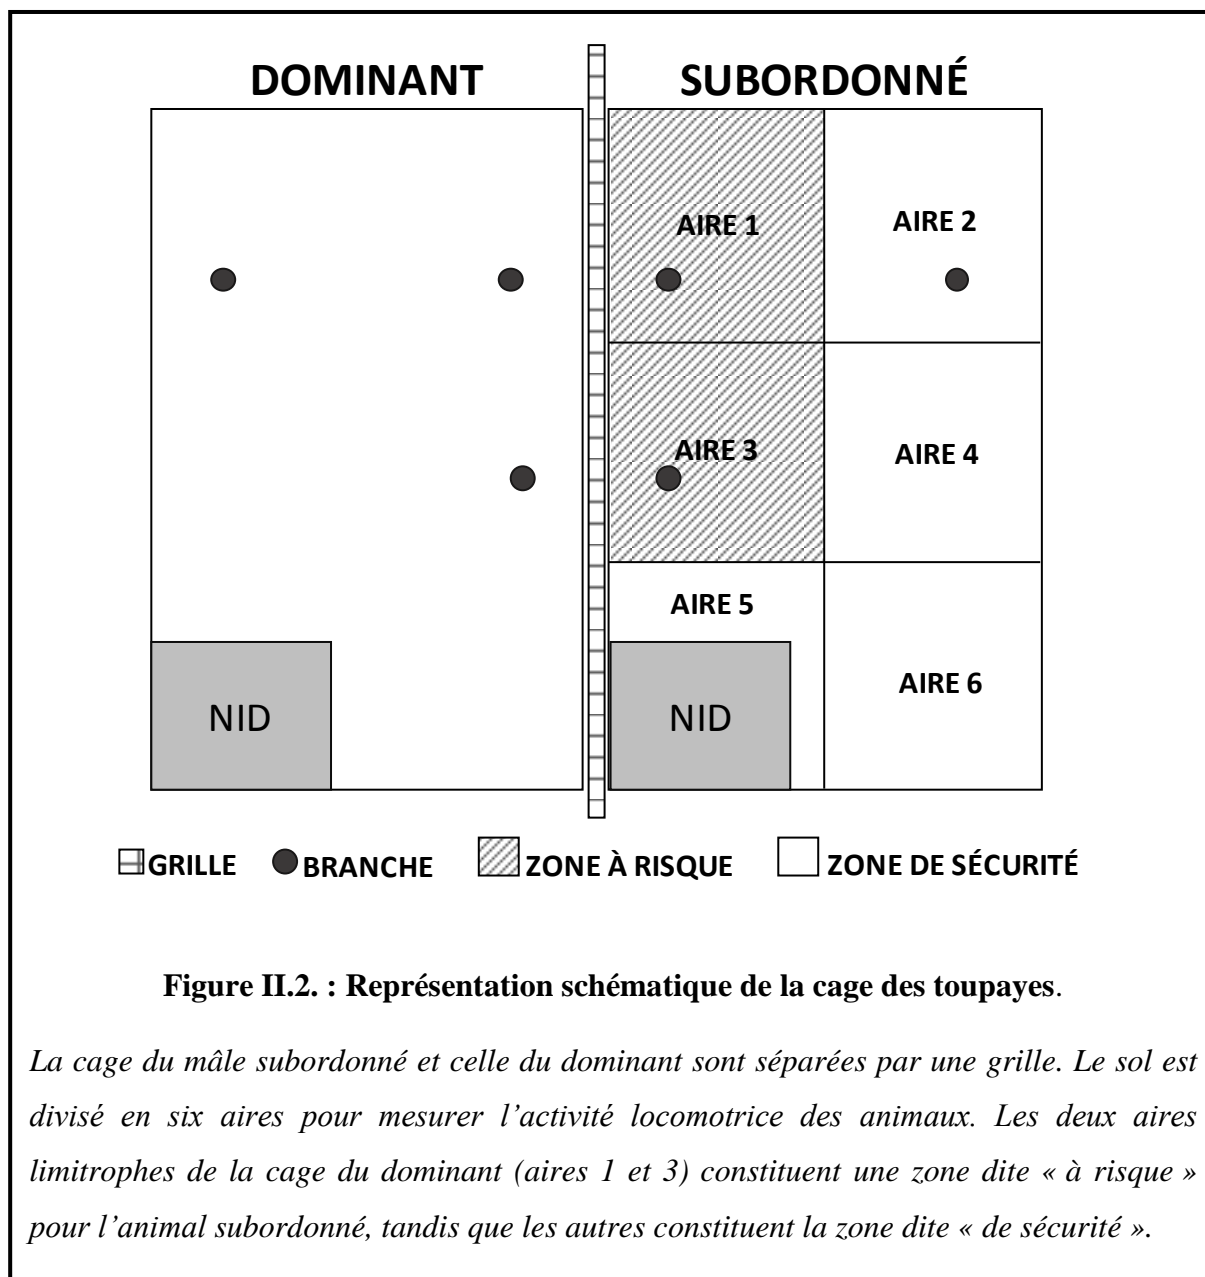 DOMINANT
SUBORDONNÉ
AIRE 1
AIRE 2
AIRE 3
AIRE 4
AIRE 5
AIRE 6
NID
NID
GRILLE
BRANCHE
ZONE À RISQUE
ZONE DE SÉCURITÉ
Figure II.2. : Représentation schématique de la cage des toupayes.
La cage du mâle subordonné et celle du dominant sont séparées par une grille. Le sol est
divisé en six aires pour mesurer l’activité locomotrice des animaux. Les deux aires
limitrophes de la cage du dominant (aires 1 et 3) constituent une zone dite « à risque »
pour l’animal subordonné, tandis que les autres constituent la zone dite « de sécurité ».